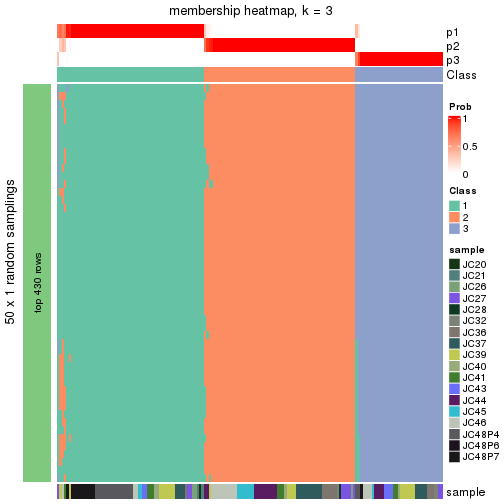 membership heatmap, k = 3
p1
p2
p3
Class
50 x 1 random samplings
top 430 rows
Prob
1
0.5
0
Class
1
2
3
sample
JC20
JC21
JC26
JC27
JC28
JC32
JC36
JC37
JC39
JC40
JC41
JC43
JC44
JC45
JC46
JC48P4
JC48P6
JC48P7
sample